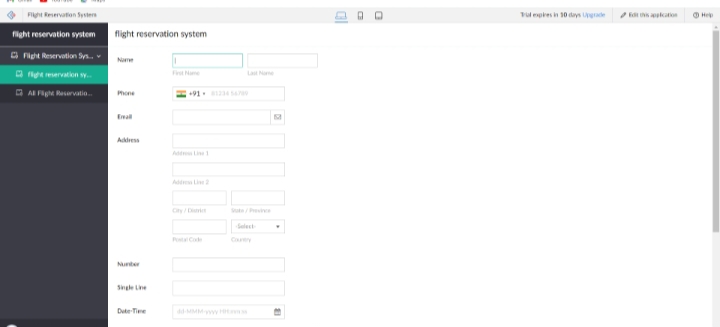 Flight Reservation System
Trial expires in 10 days Upgrade
Edit this application
Help
flight reservation system
flight reservation system
Flight Reservation Sys...
flight reservation sy...
All Flight Reservatio...
Name
First Name
Last Name
Phone
+91
81234 56789
Email
Address
Address Line 1
Address Line 2
City / District
State / Province
-Select-
Postal Code
Country
Number
Single Line
Date-Time
dd-MMM-yyyy HH:mm:ss